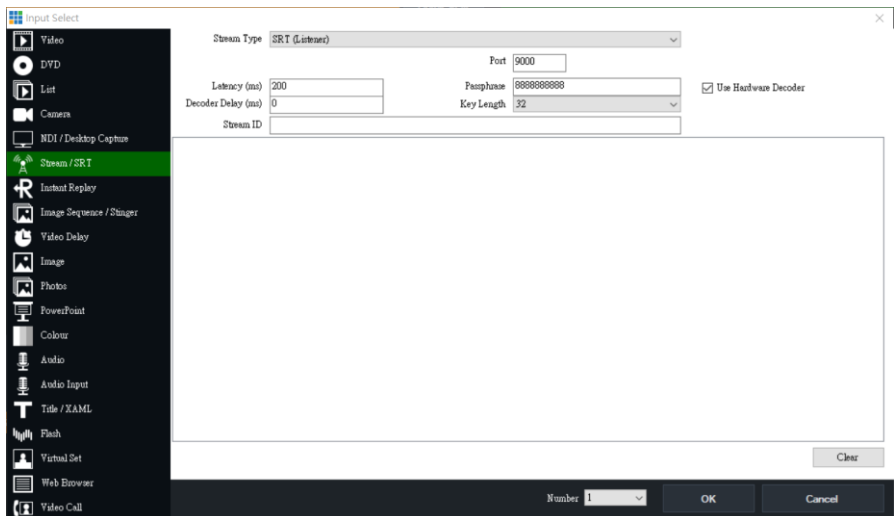 Input Select
Video
DVD
List
Camera
NDI / Desktop Capture
Stream / SRT
Instant Replay
Image Sequence / Stinger
Video Delay
Image
Photos
PowerPoint
Colour
Audio
Audio Input
Title / XAML
Flash
Virtual Set
Web Browser
Video Call
Stream Type SRT (Listener)
Port 9000
Latency (ms) 200 Passphrase 8888888888 Use Hardware Decoder
Decoder Delay (ms) 0 Key Length 32
Stream ID
Clear
Number 1 OK Cancel